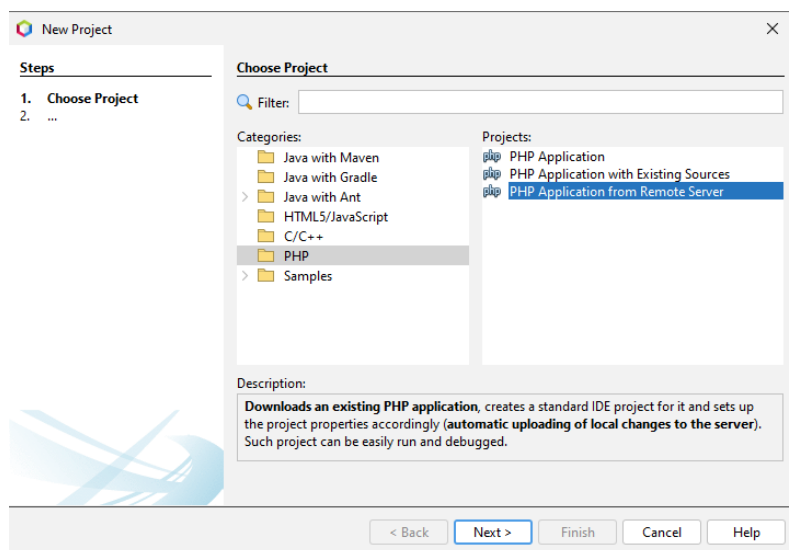 New Project
Steps
1. Choose Project
2. ...
Choose Project
Filter:
Categories:
Java with Maven
Java with Gradle
Java with Ant
HTML5/JavaScript
C/C++
PHP
Samples
Projects:
php PHP Application
php PHP Application with Existing Sources
php PHP Application from Remote Server
Description:
Downloads an existing PHP application, creates a standard IDE project for it and sets up
the project properties accordingly (automatic uploading of local changes to the server).
Such project can be easily run and debugged.
< Back
Next >
Finish
Cancel
Help